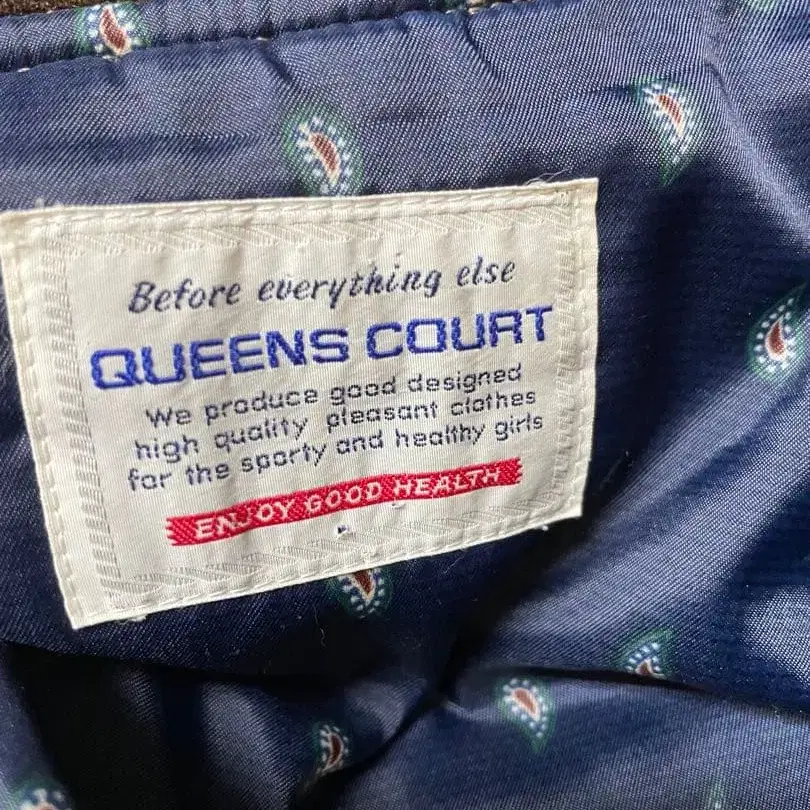 Before everything else
QUEENS COURT
We produce good designed
high quality pleasant clothes
for the sporty and healthy girls
ENJOY GOOD HEALTH